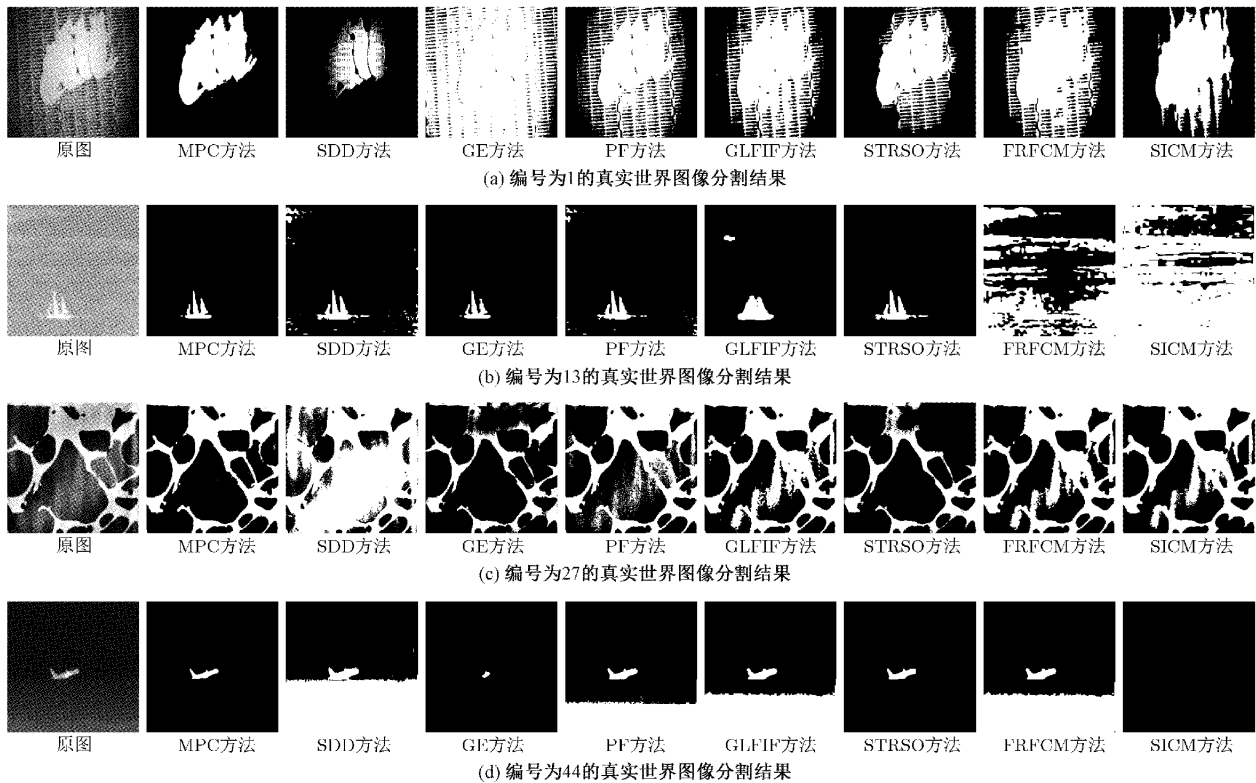 原图 MPC方法 SDD方法 GE方法 PF方法 GLFIF方法 STRSO方法 FRFCM方法 SICM方法
(a) 编号为1的真实世界图像分割结果
原图 MPC方法 SDD方法 GE方法 PF方法 GLFIF方法 STRSO方法 FRFCM方法 SICM方法
(b) 编号为13的真实世界图像分割结果
原图 MPC方法 SDD方法 GE方法 PF方法 GLFIF方法 STRSO方法 FRFCM方法 SICM方法
(c) 编号为27的真实世界图像分割结果
原图 MPC方法 SDD方法 GE方法 PF方法 GLFIF方法 STRSO方法 FRFCM方法 SICM方法
(d) 编号为44的真实世界图像分割结果